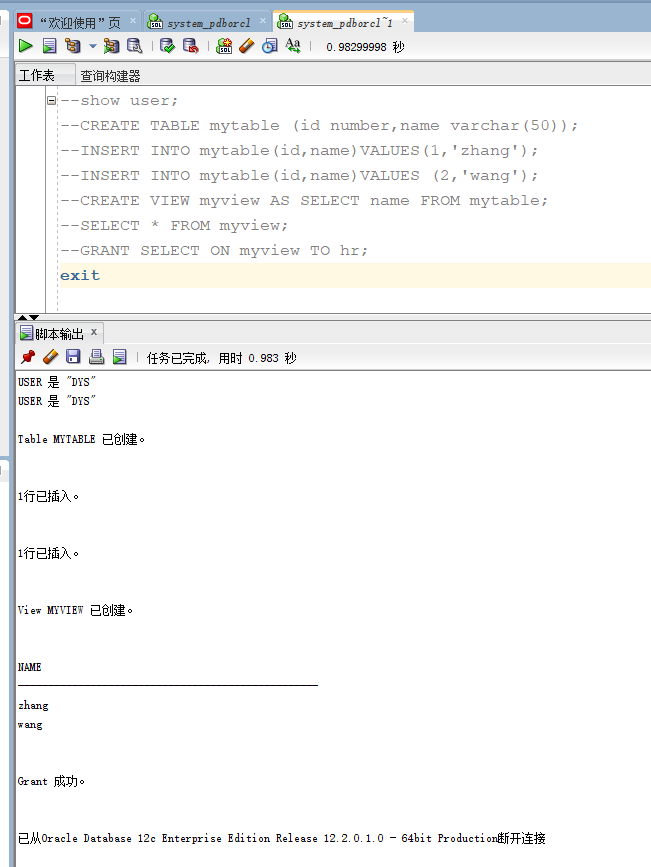 “欢迎使用”页
system_pdborcl
system_pdborcl~1
0.98299998 秒
工作表 查询构建器
--show user;
--CREATE TABLE mytable (id number,name varchar(50));
--INSERT INTO mytable(id,name)VALUES(1,'zhang');
--INSERT INTO mytable(id,name)VALUES (2,'wang');
--CREATE VIEW myview AS SELECT name FROM mytable;
--SELECT * FROM myview;
--GRANT SELECT ON myview TO hr;
exit
脚本输出
任务已完成, 用时 0.983 秒
USER 是 "DYS"
USER 是 "DYS"
Table MYTABLE 已创建。
1行已插入。
1行已插入。
View MYVIEW 已创建。
NAME
--------------------------------------------------
zhang
wang
Grant 成功。
已从Oracle Database 12c Enterprise Edition Release 12.2.0.1.0 - 64bit Production断开连接